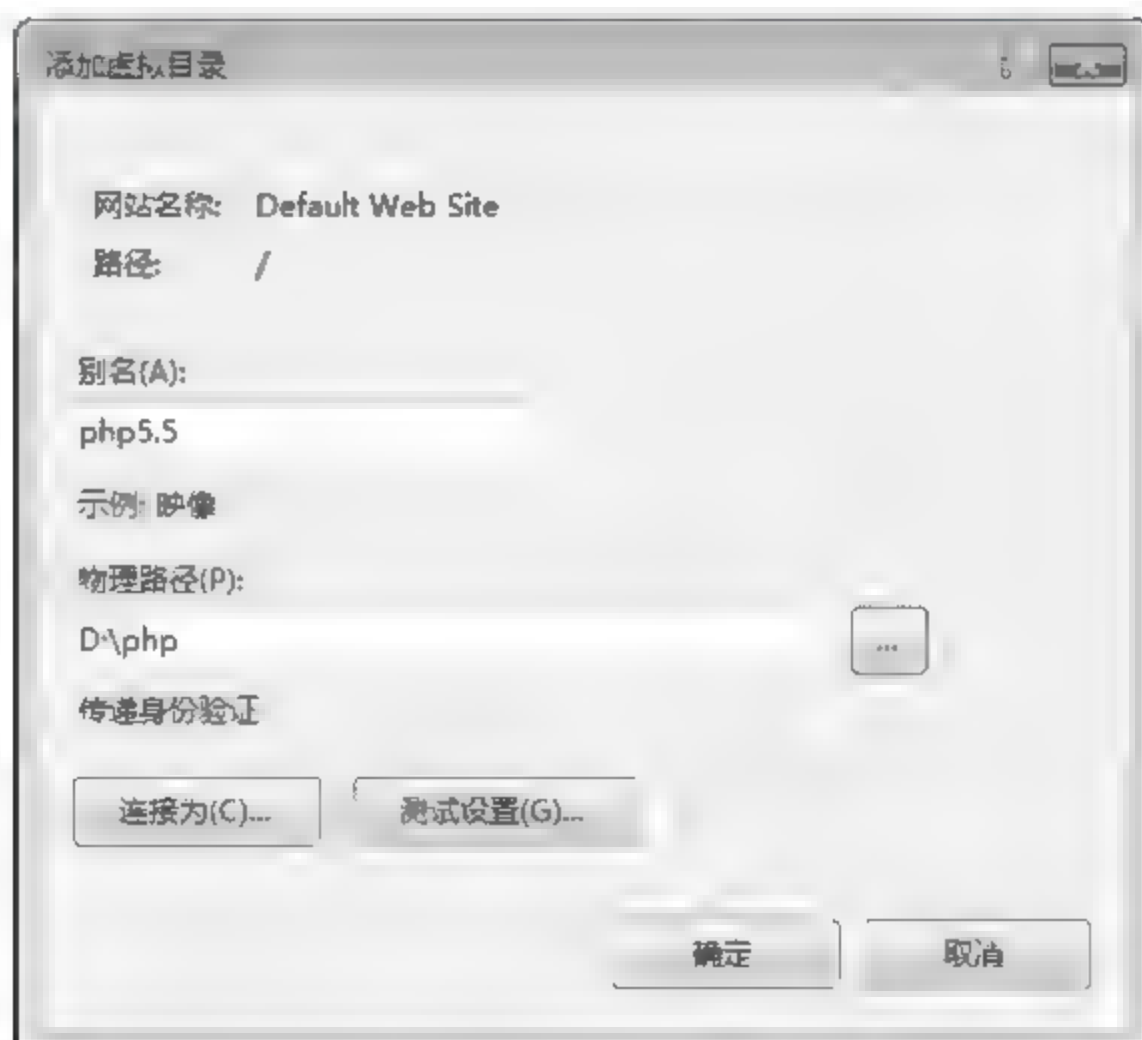 添加虚拟目录
网站名称: Default Web Site
路径: /
别名(A):
php5.5
示例: 映像
物理路径(P):
D:\php
...
传递身份验证
连接为(C)... 测试设置(G)...
确定 取消